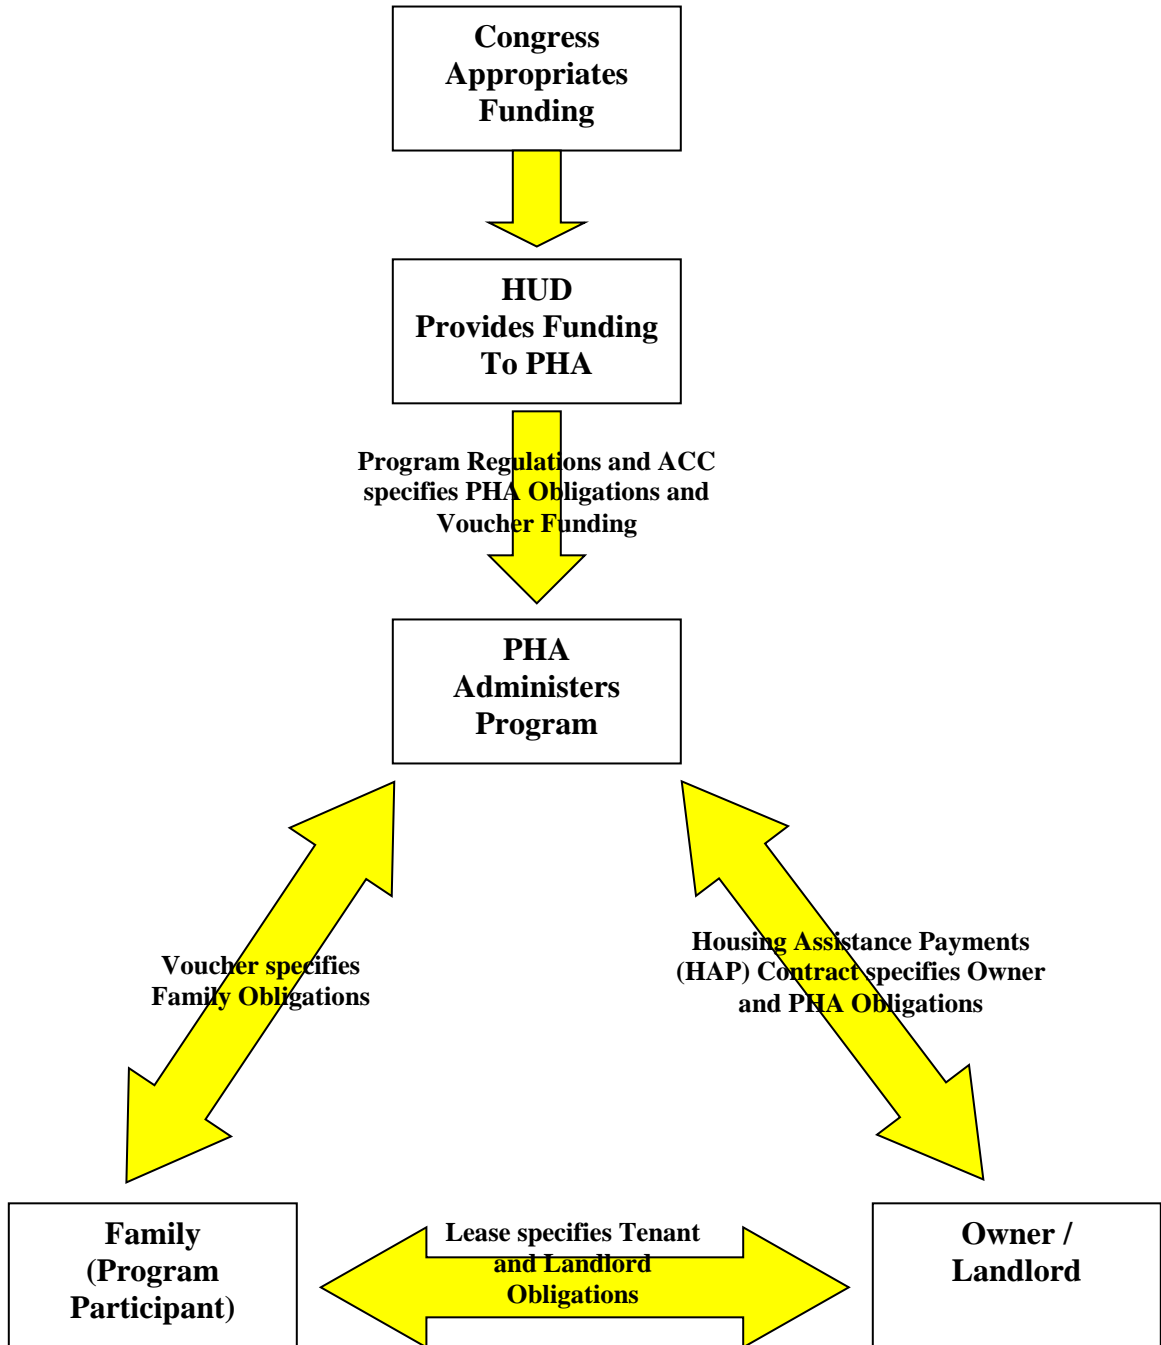 Congress
Appropriates
Funding
HUD
Provides Funding
To PHA
Program Regulations and ACC
specifies PHA Obligations and
Voucher Funding
PHA
Administers
Program
Voucher specifies
Family Obligations
Housing Assistance Payments
(HAP) Contract specifies Owner
and PHA Obligations
Family
(Program
Participant)
Lease specifies Tenant
and Landlord
Obligations
Owner /
Landlord